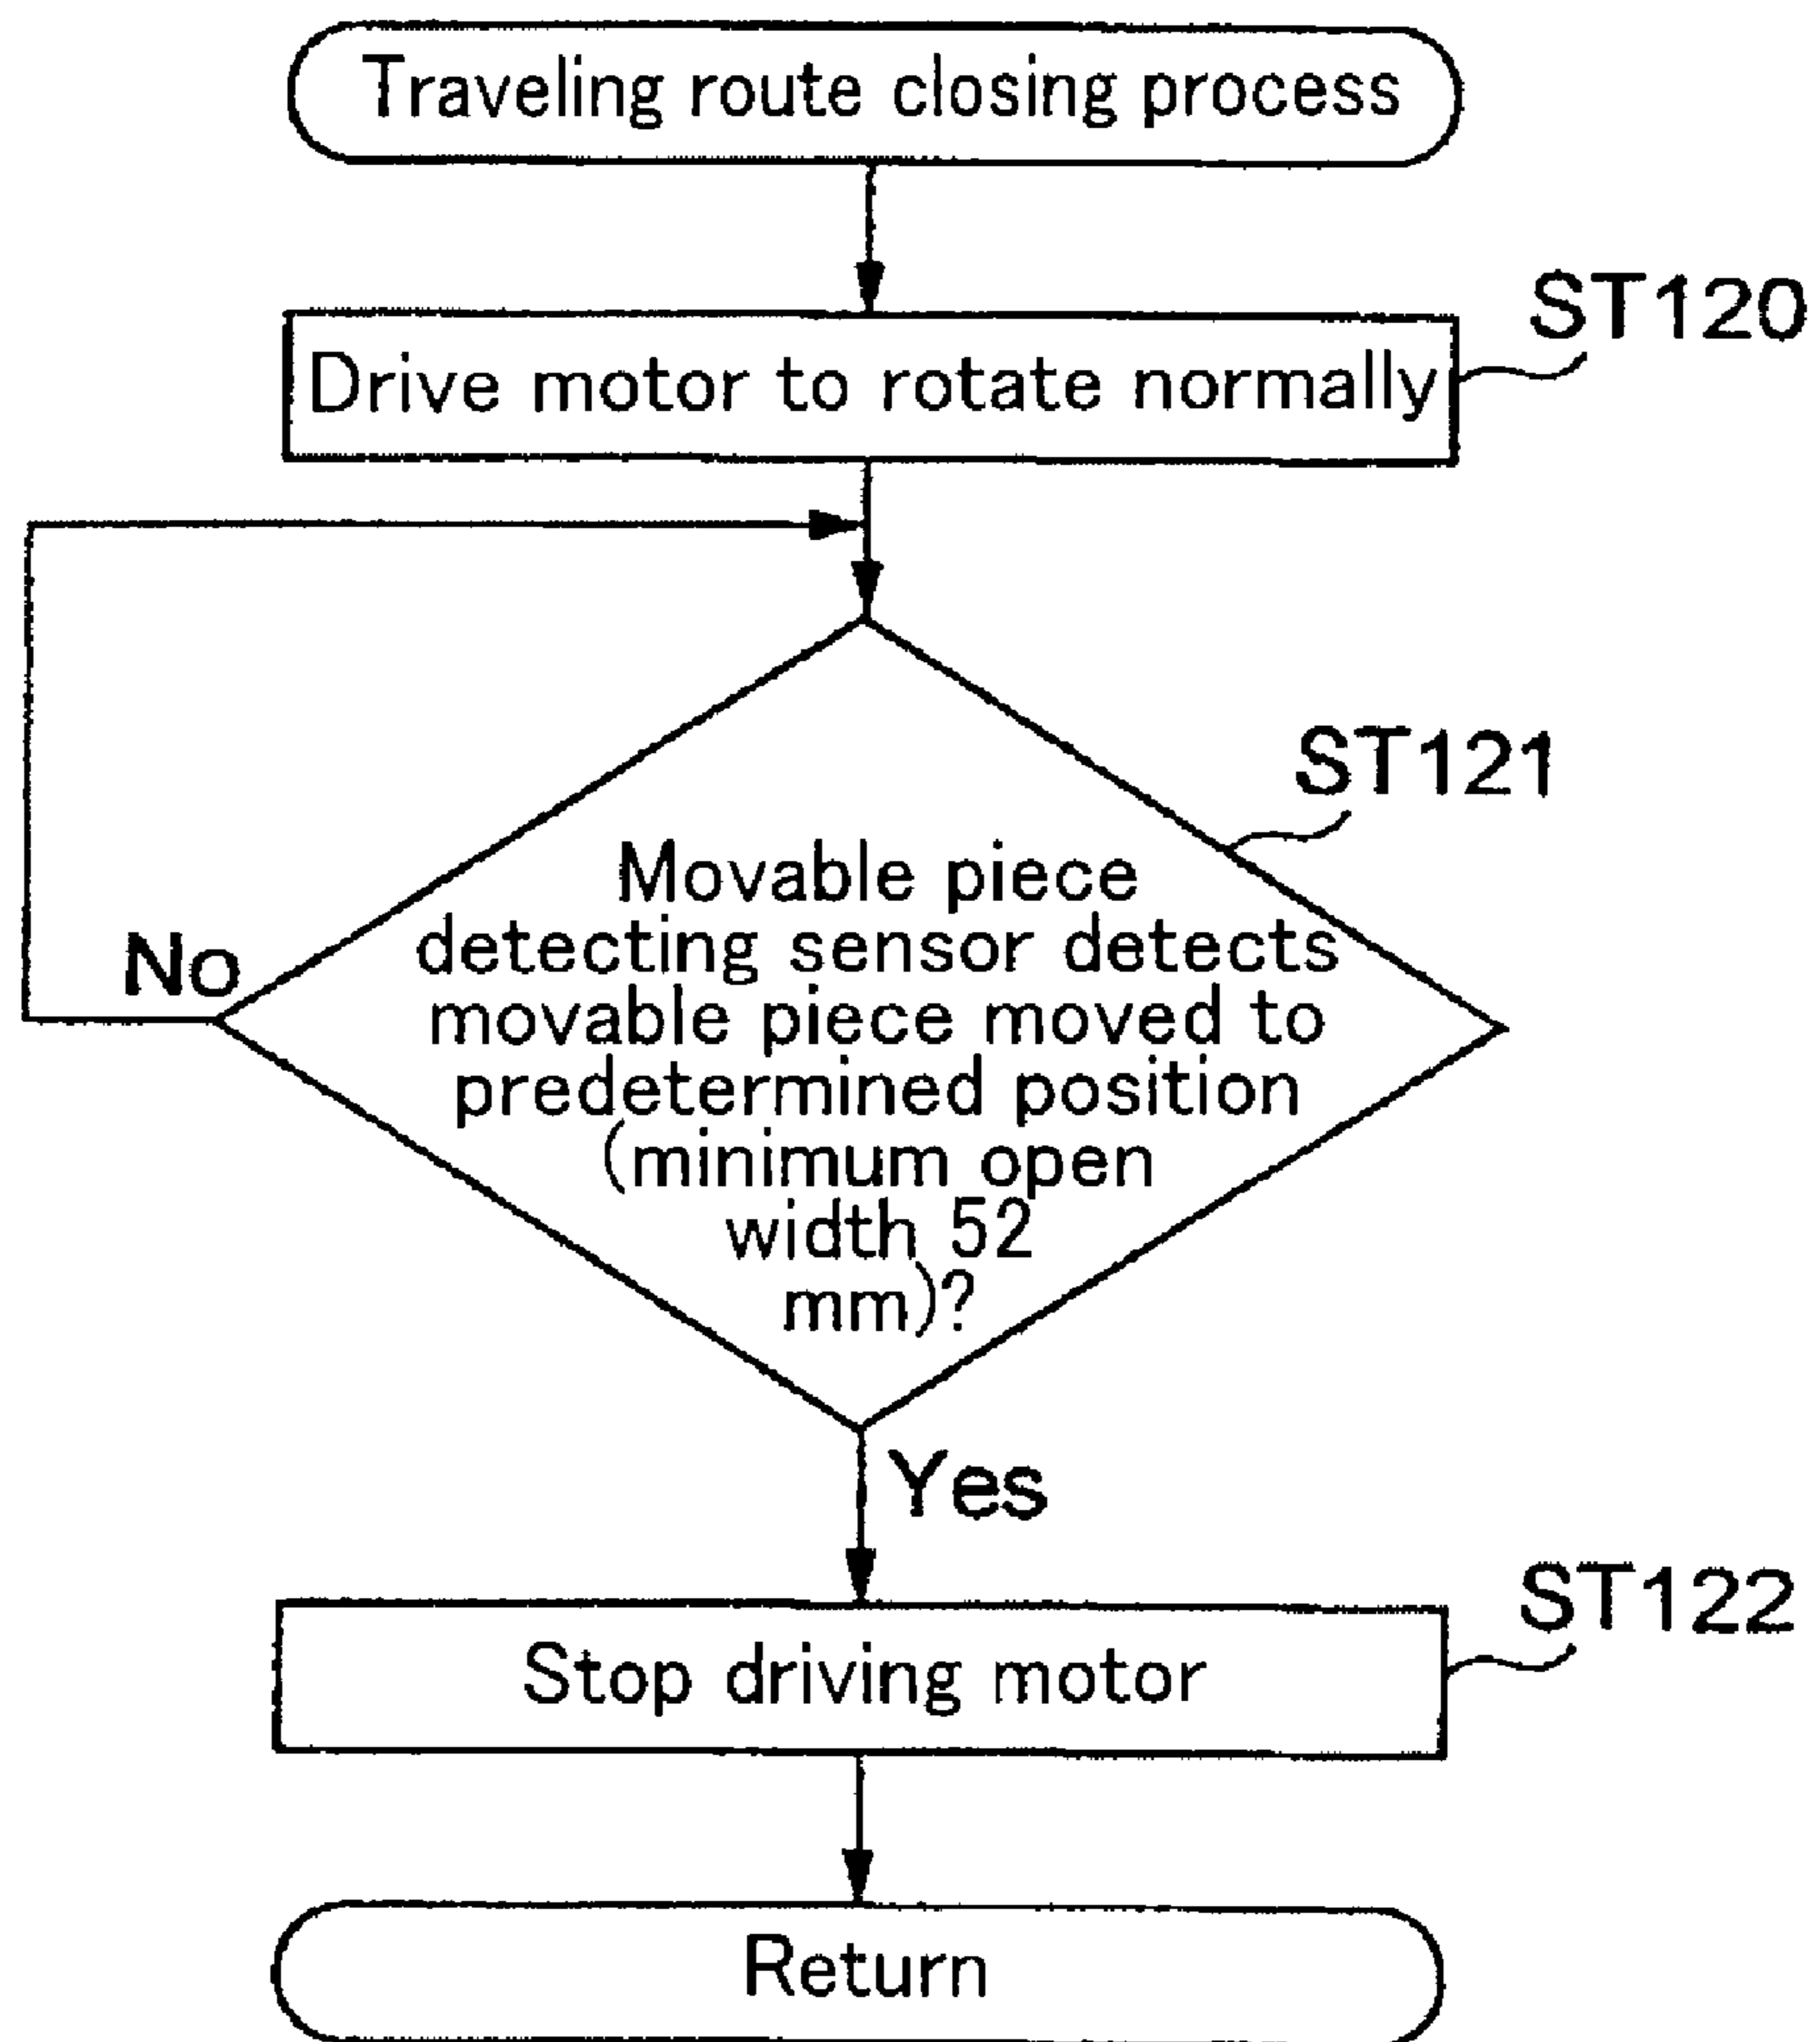 Traveling route closing process
ST120
Drive motor to rotate normally
ST121
Movable piece
detecting sensor detects
No
movable piece moved to
predetermined position
(minimum open
width 52
mm)?
Yes
ST122
Stop driving motor
Return